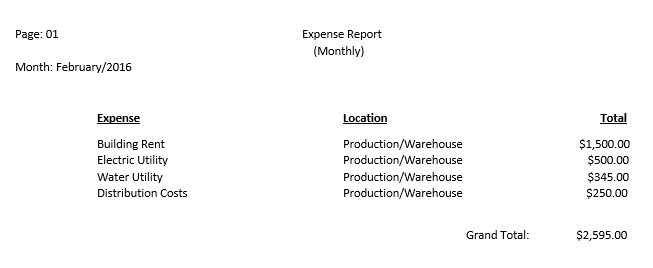 Page: 01 Expense Report
(Monthly)
Month: February/2016
Expense Location Total
Building Rent Production/Warehouse $1,500.00
Electric Utility Production/Warehouse $500.00
Water Utility Production/Warehouse $345.00
Distribution Costs Production/Warehouse $250.00
Grand Total: $2,595.00